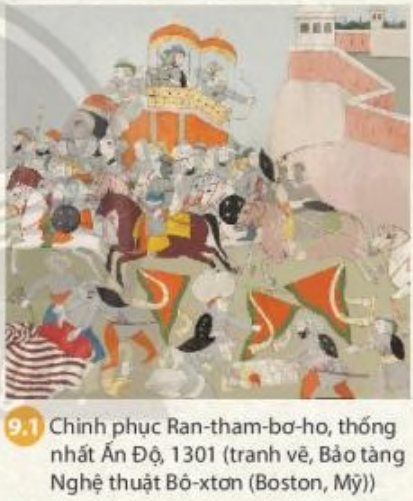 9.1 Chinh phục Ran-tham-bơ-ho, thống
nhất Ấn Độ, 1301 (tranh vẽ, Bảo tàng
Nghệ thuật Bô-xtơn (Boston, Mỹ))